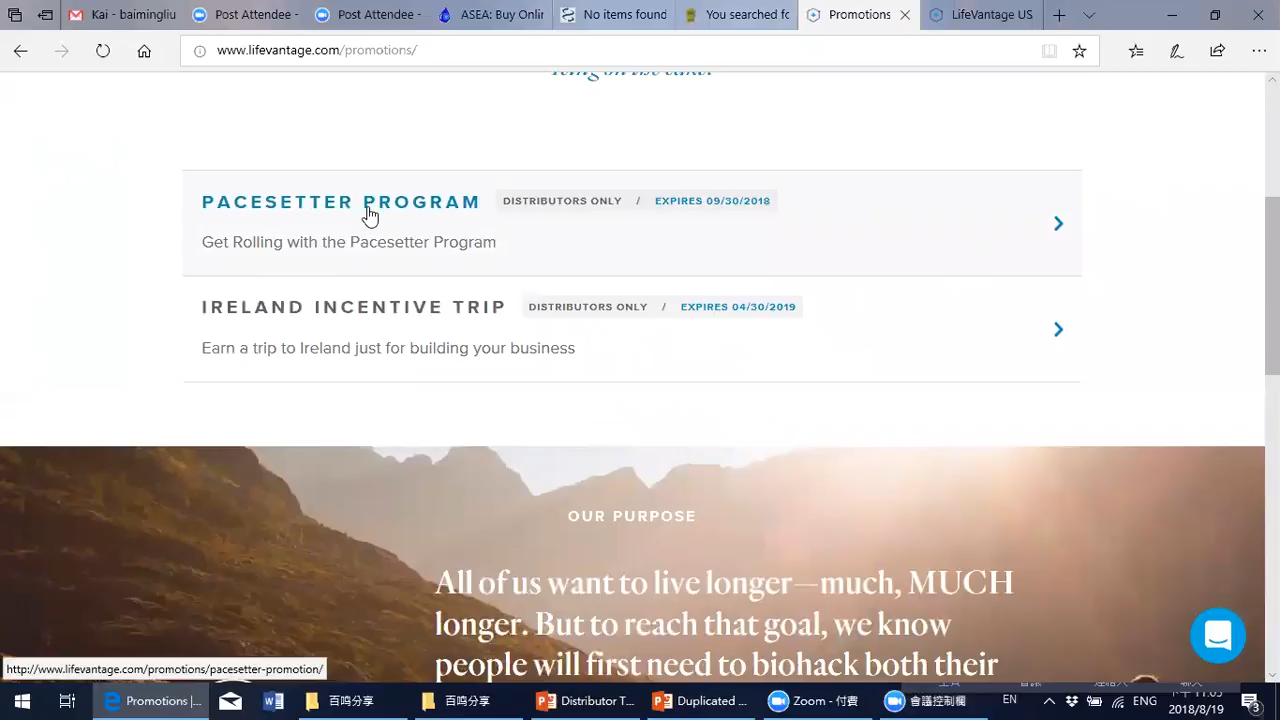 Kai - baimingliu
Post Attendee -
Post Attendee -
ASEA: Buy Onli
No items found
You searched fo
Promotions
LifeVantage US
www.lifevantage.com/promotions/
PACESETTER PROGRAM DISTRIBUTORS ONLY / EXPIRES 09/30/2018
Get Rolling with the Pacesetter Program
IRELAND INCENTIVE TRIP DISTRIBUTORS ONLY / EXPIRES 04/30/2019
Earn a trip to Ireland just for building your business
OUR PURPOSE
All of us want to live longer—much, MUCH
longer. But to reach that goal, we know
people will first need to biohack both their
http://www.lifevantage.com/promotions/pacesetter-promotion/
Promotions |...
百鸣分享
百鸣分享
Distributor T...
Duplicated ...
Zoom - 付費
會議控制欄
EN
ENG
2018/8/19
3